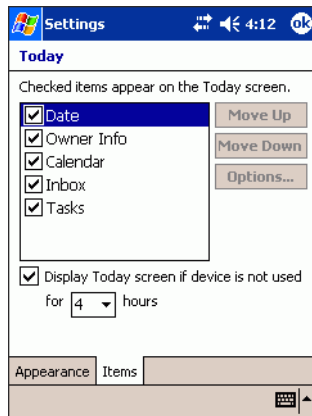 Settings 4:12 ok
Today
Checked items appear on the Today screen.
Date
Owner Info
Calendar
Inbox
Tasks
Move Up
Move Down
Options...
Display Today screen if device is not used
for 4 hours
Appearance Items